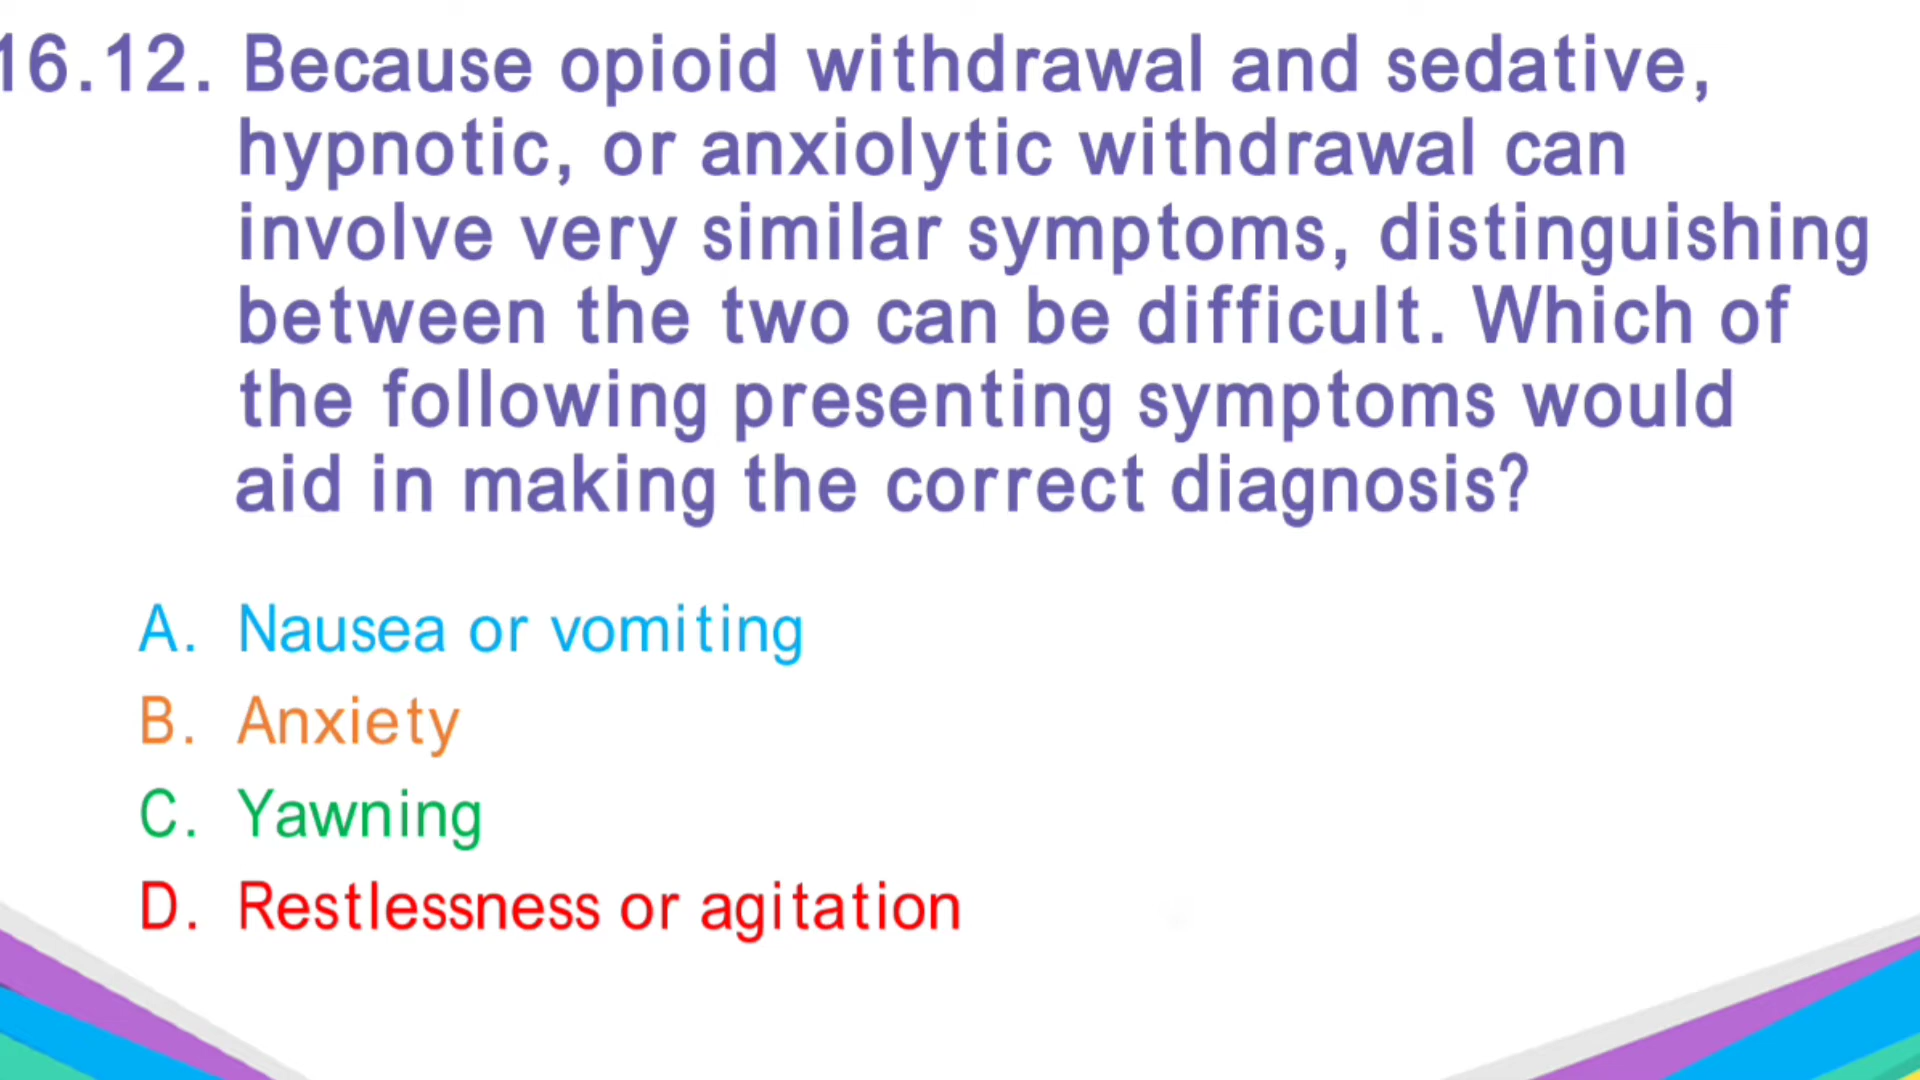 16.12. Because opioid withdrawal and sedative,
hypnotic, or anxiolytic withdrawal can
involve very similar symptoms, distinguishing
between the two can be difficult. Which of
the following presenting symptoms would
aid in making the correct diagnosis?
A. Nausea or vomiting
B. Anxiety
C. Yawning
D. Restlessness or agitation